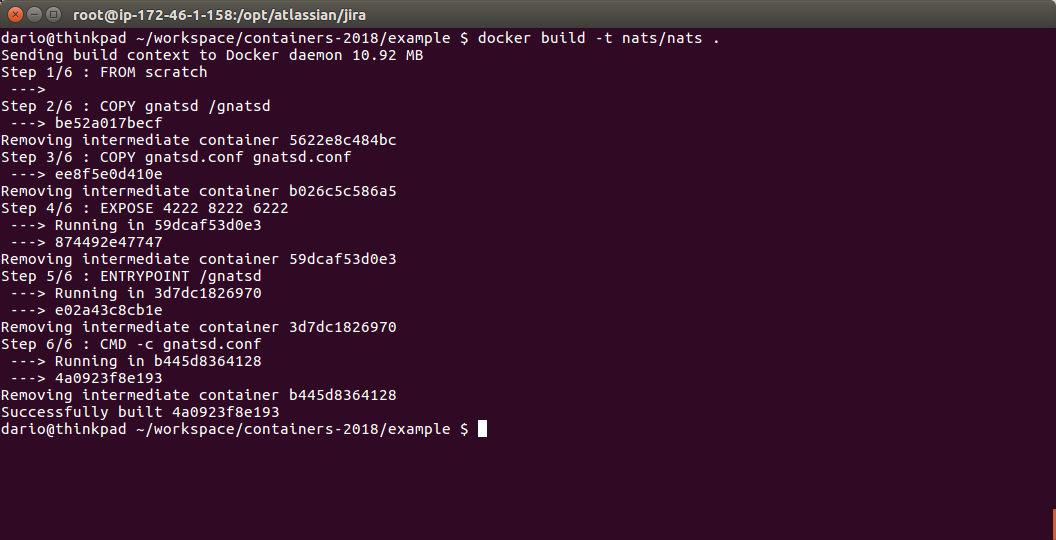 root@ip-172-46-1-158:/opt/atlassian/jira
dario@thinkpad ~/workspace/containers-2018/example $ docker build -t nats/nats .
Sending build context to Docker daemon 10.92 MB
Step 1/6 : FROM scratch
 --->
Step 2/6 : COPY gnatsd /gnatsd
 ---> be52a017becf
Removing intermediate container 5622e8c484bc
Step 3/6 : COPY gnatsd.conf gnatsd.conf
 ---> ee8f5e0d410e
Removing intermediate container b026c5c586a5
Step 4/6 : EXPOSE 4222 8222 6222
 ---> Running in 59dcaf53d0e3
 ---> 874492e47747
Removing intermediate container 59dcaf53d0e3
Step 5/6 : ENTRYPOINT /gnatsd
 ---> Running in 3d7dc1826970
 ---> e02a43c8cb1e
Removing intermediate container 3d7dc1826970
Step 6/6 : CMD -c gnatsd.conf
 ---> Running in b445d8364128
 ---> 4a0923f8e193
Removing intermediate container b445d8364128
Successfully built 4a0923f8e193
dario@thinkpad ~/workspace/containers-2018/example $